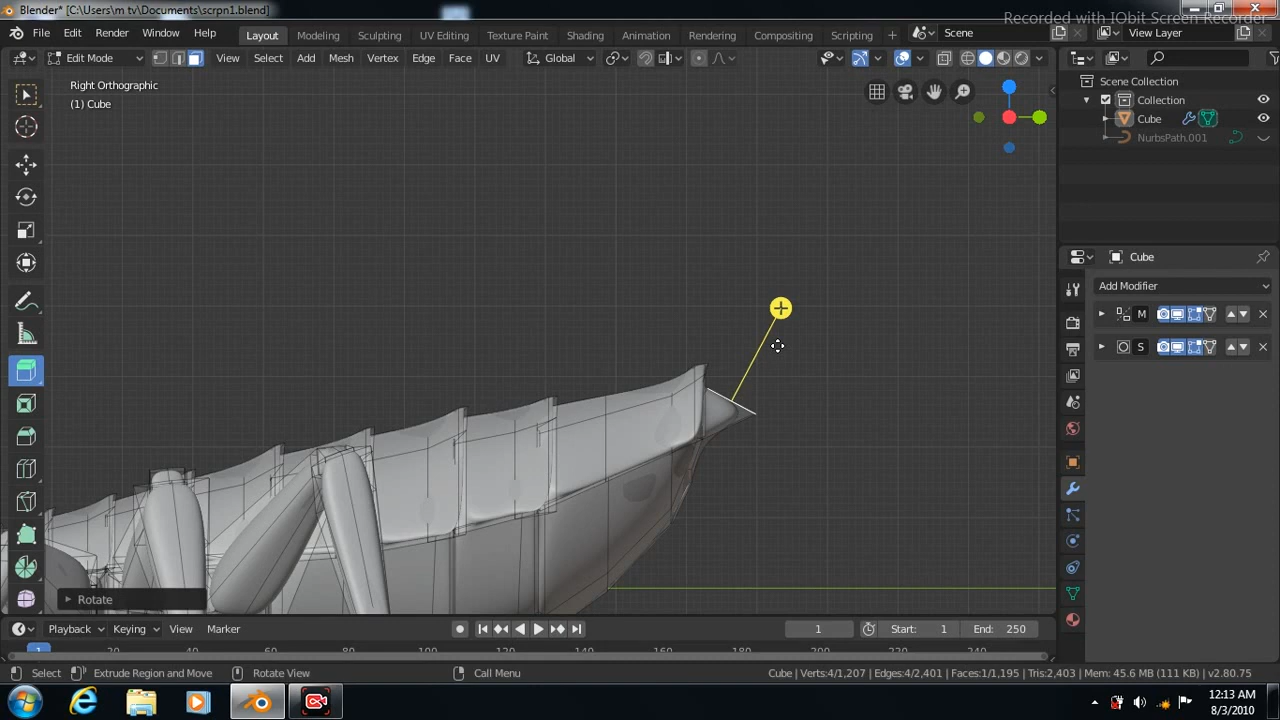 Blender* [C:\Users\m tv\Documents\scrpn1.blend]
Recorded with IObit Screen Recorder
File Edit Render Window Help Layout Modeling Sculpting UV Editing Texture Paint Shading Animation Rendering Compositing Scripting Scene View Layer
Edit Mode View Select Add Mesh Vertex Edge Face UV Global
Right Orthographic
(1) Cube
Scene Collection
Collection
Cube
NurbsPath.001
Cube
Add Modifier
M
S
Rotate
Playback Keying View Marker 1 Start: 1 End: 250
1 20 40 60 80 100 120 140 160 180 200 220 240
Select Extrude Region and Move Rotate View Call Menu Cube | Verts:4/1,207 | Edges:4/2,401 | Faces:1/1,195 | Tris:2,403 | Mem: 45.6 MB (111 KB) | v2.80.75
12:13 AM
8/3/2010